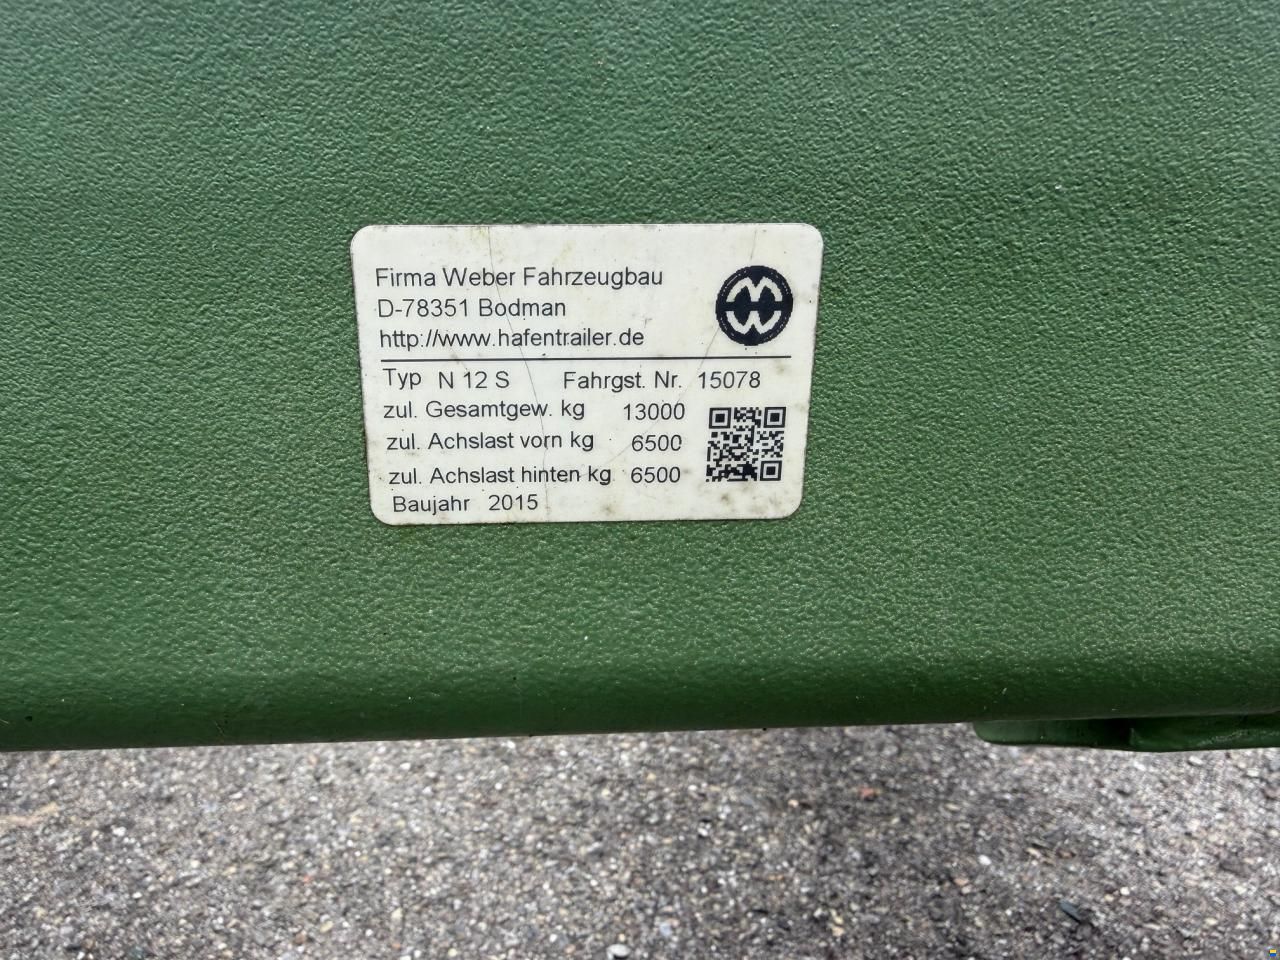 Firma Weber Fahrzeugbau
D-78351 Bodman
http://www.hafentrailer.de
Typ N 12 S Fahrgst. Nr. 15078
zul. Gesamtgew. kg 13000
zul. Achslast vorn kg 6500
zul. Achslast hinten kg 6500
Baujahr 2015